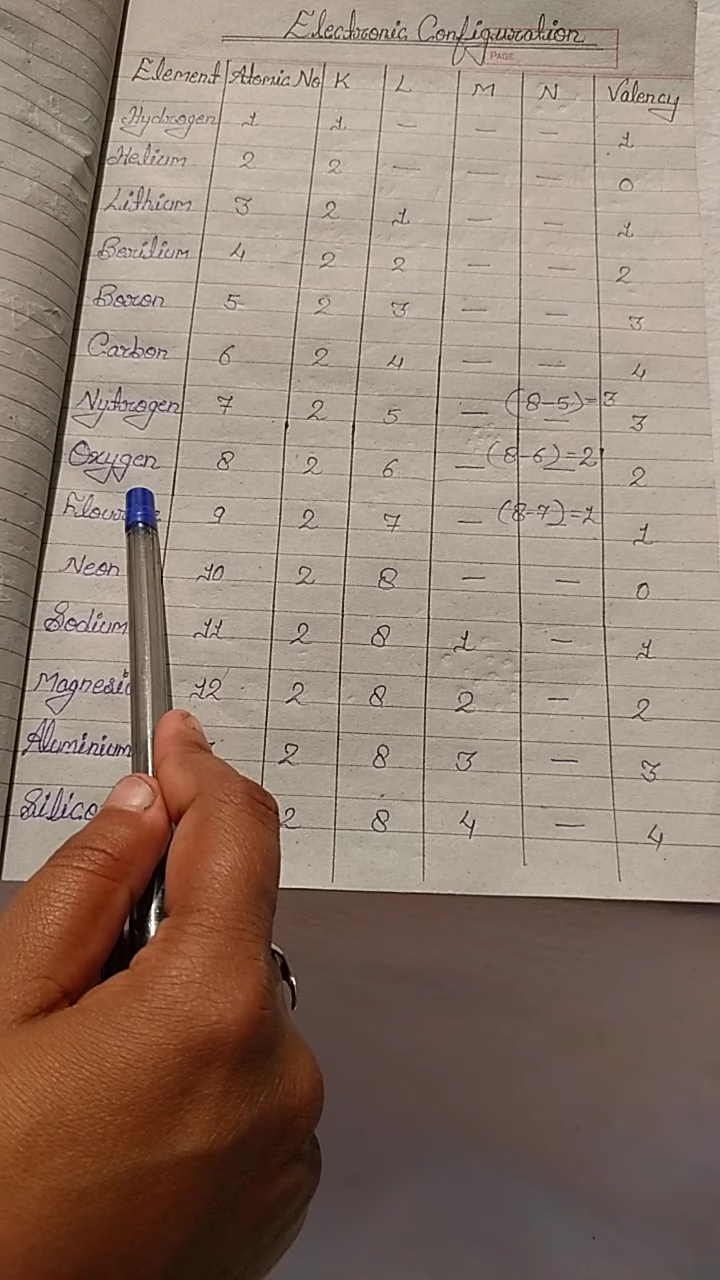 Electronic Configuration
PAGE
Element Atomic No K L M N Valency
Hydrogen 1 1 — — — 1
Helium 2 2 — — — 0
Lithium 3 2 1 — — 1
Berilium 4 2 2 — — 2
Boron 5 2 3 — — 3
Carbon 6 2 4 — — 4
Nytrogen 7 2 5 — — (8-5)=3 3
Oxygen 8 2 6 — — (8-6)=2 2
9 2 7 — (8-7)=1 1
Neon 10 2 8 — — 0
Sodium 11 2 8 1 — 1
12 2 8 2 — 2
Aluminium 2 8 3 — 3
2 8 4 — 4